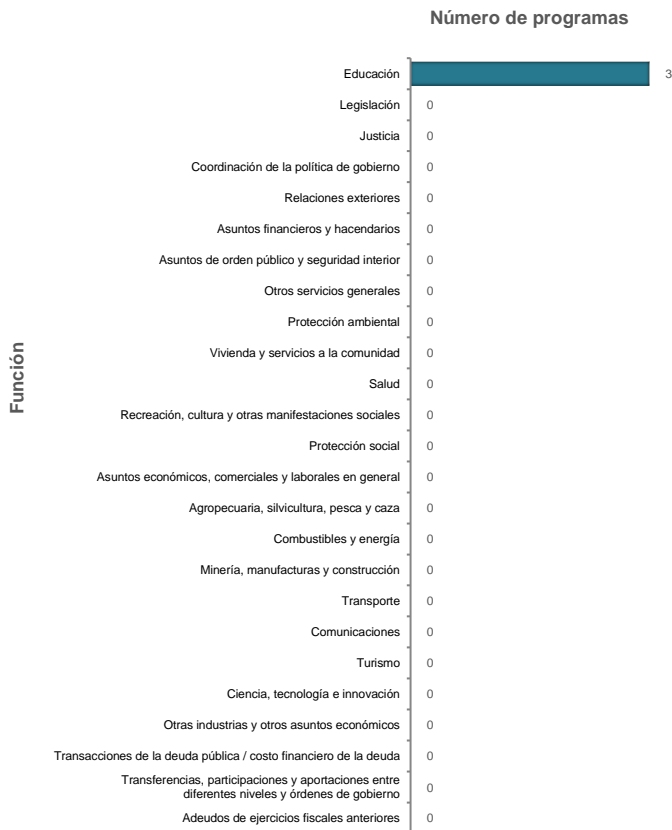 Número de programas
Función
Educación 3
Legislación 0
Justicia 0
Coordinación de la política de gobierno 0
Relaciones exteriores 0
Asuntos financieros y hacendarios 0
Asuntos de orden público y seguridad interior 0
Otros servicios generales 0
Protección ambiental 0
Vivienda y servicios a la comunidad 0
Salud 0
Recreación, cultura y otras manifestaciones sociales 0
Protección social 0
Asuntos económicos, comerciales y laborales en general 0
Agropecuaria, silvicultura, pesca y caza 0
Combustibles y energía 0
Minería, manufacturas y construcción 0
Transporte 0
Comunicaciones 0
Turismo 0
Ciencia, tecnología e innovación 0
Otras industrias y otros asuntos económicos 0
Transacciones de la deuda pública / costo financiero de la deuda 0
Transferencias, participaciones y aportaciones entre
diferentes niveles y órdenes de gobierno 0
Adeudos de ejercicios fiscales anteriores 0